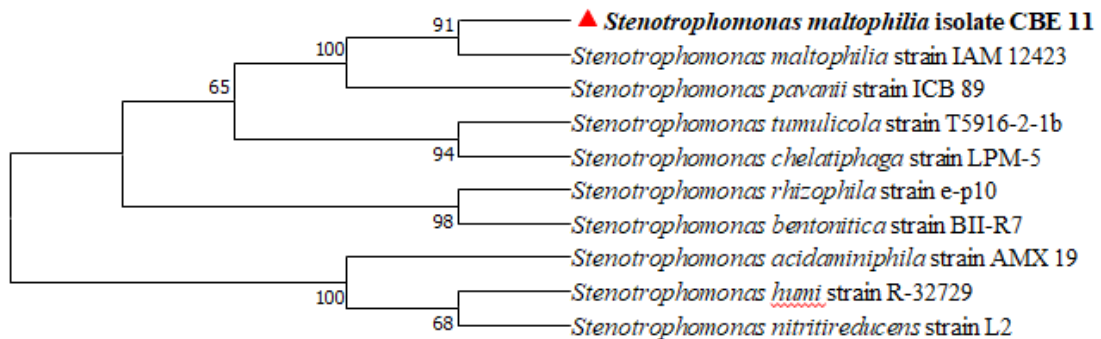 91
Stenotrophomonas maltophilia isolate CBE 11
100
Stenotrophomonas maltophilia strain IAM 12423
65
Stenotrophomonas pavanii strain ICB 89
Stenotrophomonas tumulicola strain T5916-2-1b
94
Stenotrophomonas chelatiphaga strain LPM-5
Stenotrophomonas rhizophila strain e-p10
98
Stenotrophomonas bentonitica strain BII-R7
Stenotrophomonas acidaminiphila strain AMX 19
100
Stenotrophomonas humi strain R-32729
68
Stenotrophomonas nitritireducens strain L2